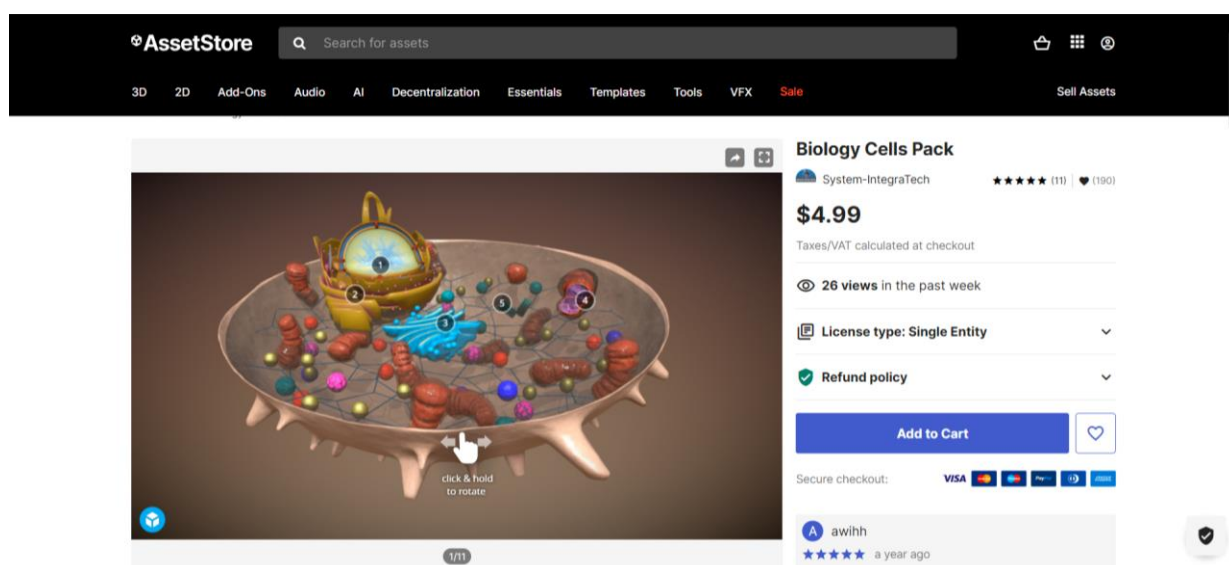 AssetStore
Search for assets
3D 2D Add-Ons Audio AI Decentralization Essentials Templates Tools VFX Sale Sell Assets
Biology Cells Pack
System-IntegraTech (11) (190)
$4.99
Taxes/VAT calculated at checkout
26 views in the past week
License type: Single Entity
Refund policy
Add to Cart
Secure checkout: VISA
A awihh
a year ago
1
2
3
4
5
click & hold
to rotate
1/11